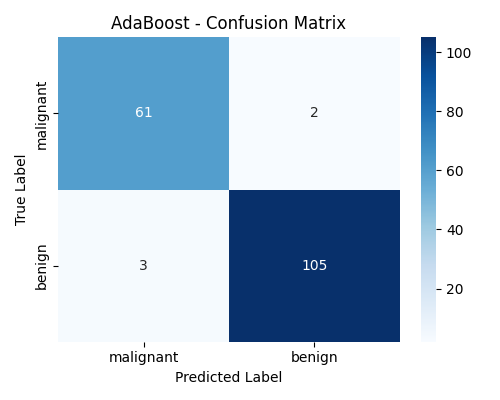 AdaBoost - Confusion Matrix
True Label
malignant
benign
61
2
3
105
malignant
benign
Predicted Label
100
80
60
40
20